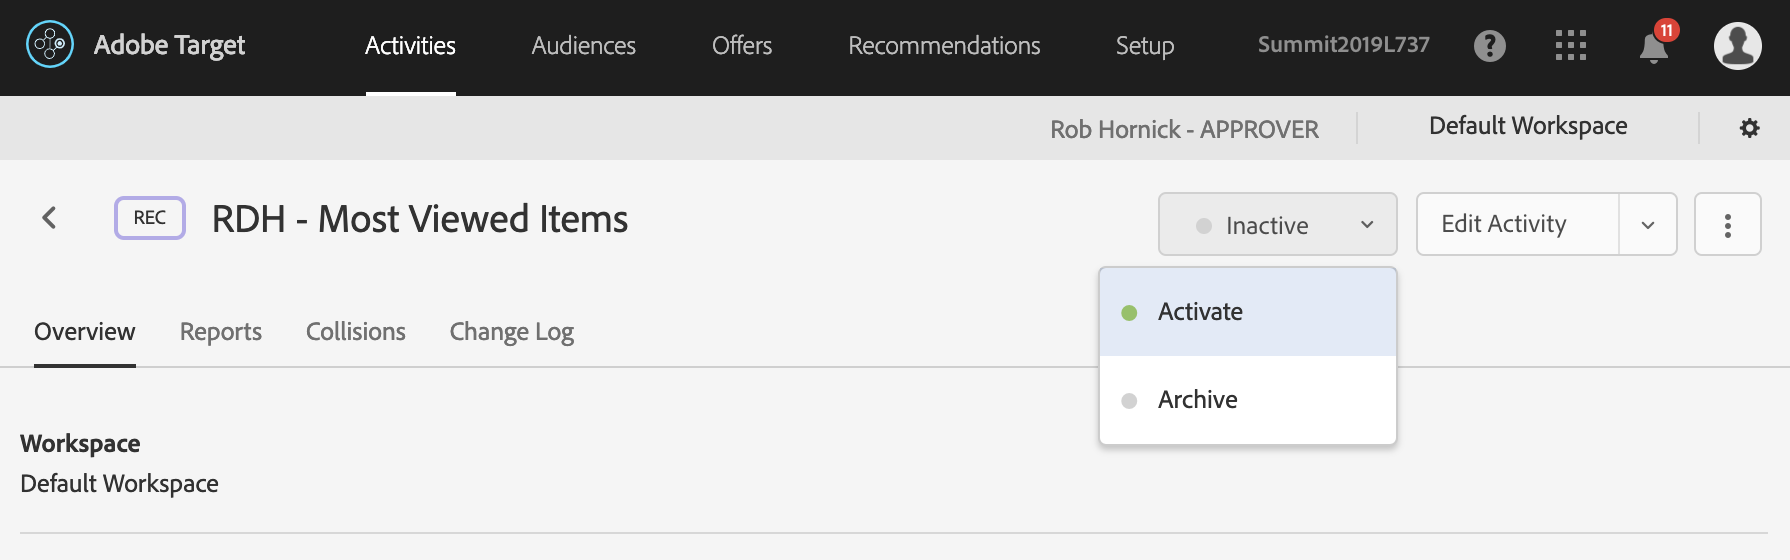 Adobe Target Activities Audiences Offers Recommendations Setup Summit2019L737 ? 11
Rob Hornick - APPROVER Default Workspace
REC RDH - Most Viewed Items Inactive Edit Activity
Activate
Overview Reports Collisions Change Log
Archive
Workspace
Default Workspace